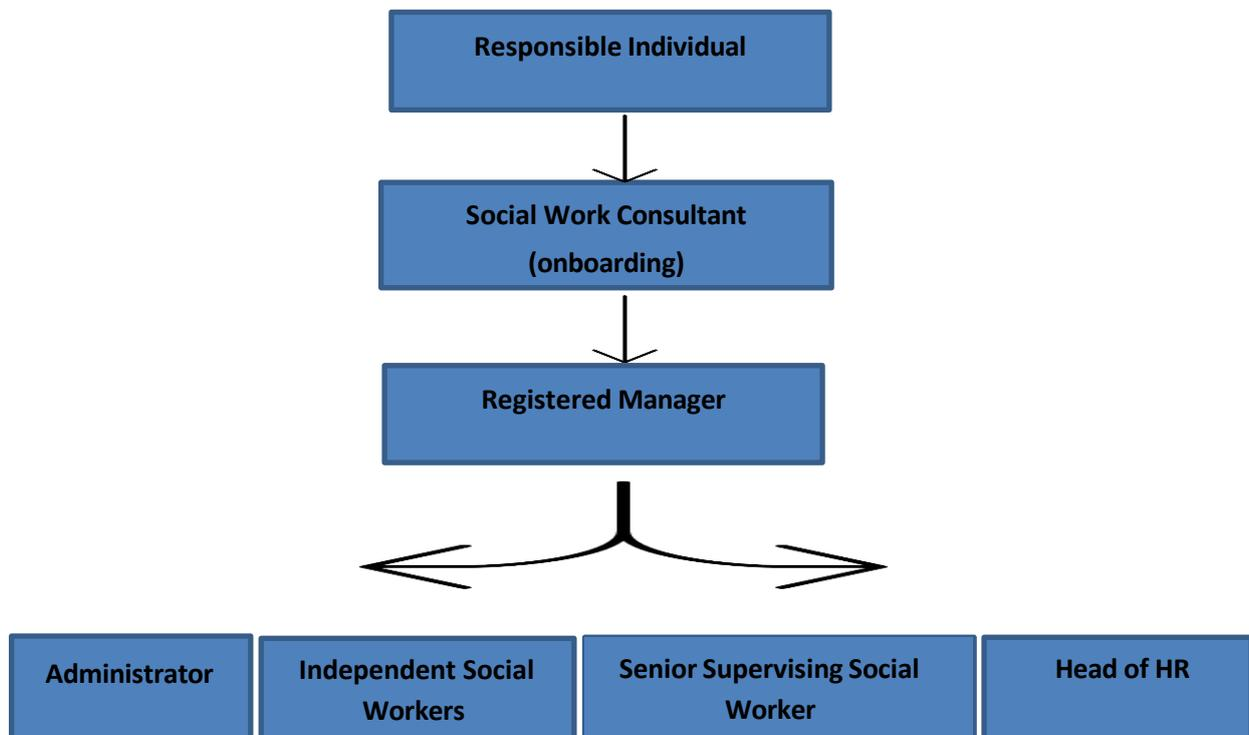 Responsible Individual
Social Work Consultant
(onboarding)
Registered Manager
Administrator
Independent Social
Workers
Senior Supervising Social
Worker
Head of HR